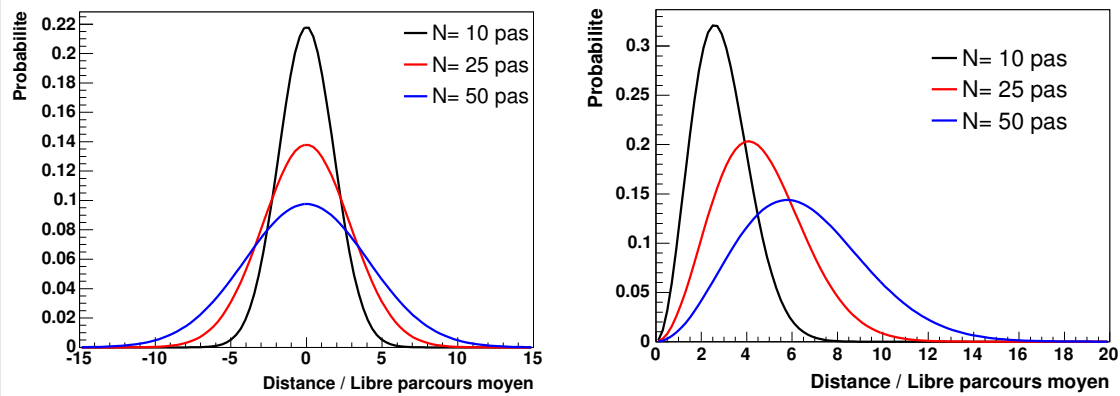 Probabilite
0.22
0.2
0.18
0.16
0.14
0.12
0.1
0.08
0.06
0.04
0.02
0
-15 -10 -5 0 5 10 15
Distance / Libre parcours moyen
N= 10 pas
N= 25 pas
N= 50 pas
Probabilite
0.3
0.25
0.2
0.15
0.1
0.05
0
0 2 4 6 8 10 12 14 16 18 20
Distance / Libre parcours moyen
N= 10 pas
N= 25 pas
N= 50 pas